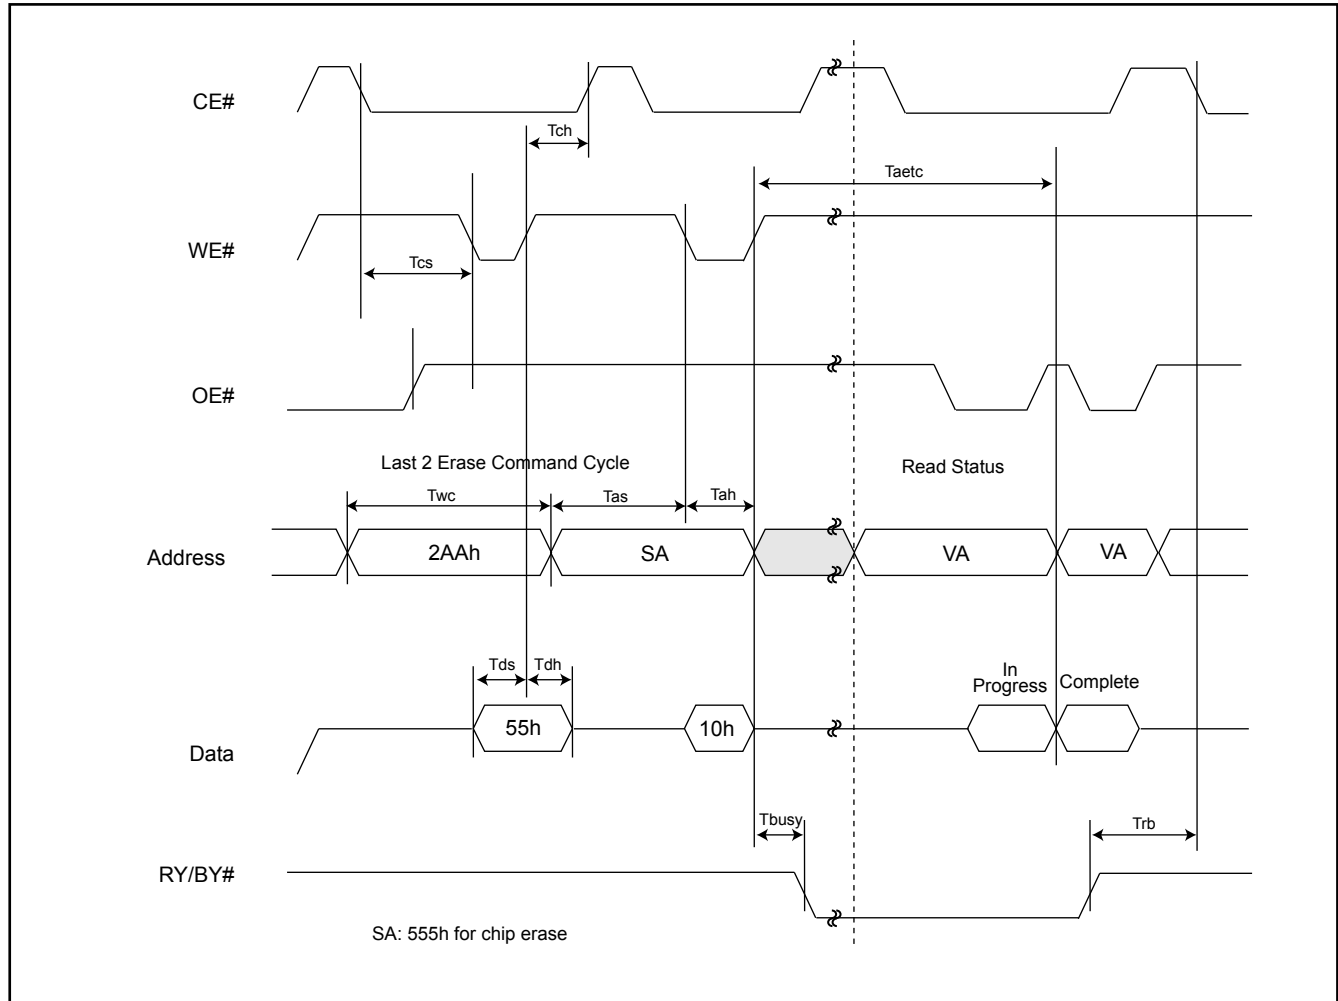 CE#
Tch
Taetc
WE#
Tcs
OE#
Last 2 Erase Command Cycle
Read Status
Twc
Tas
Tah
Address
2AAh
SA
VA
VA
Tds
Tdh
In
Progress
Complete
55h
10h
Data
Tbusy
Trb
RY/BY#
SA: 555h for chip erase